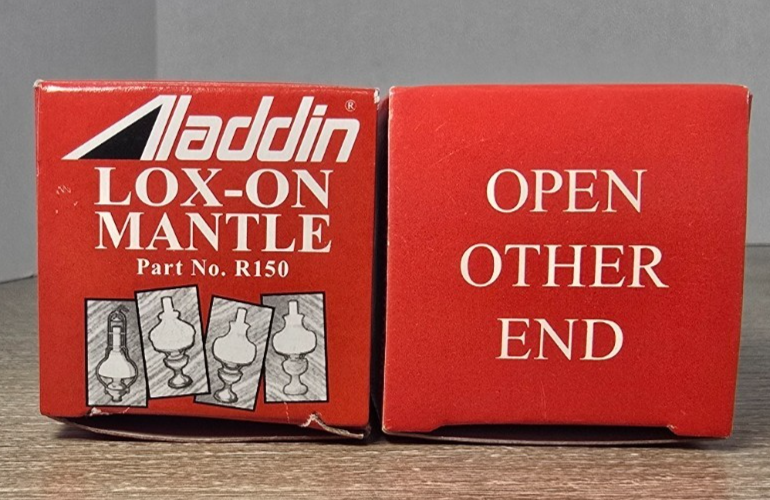 Aladdin®
LOX-ON
MANTLE
Part No. R150
OPEN
OTHER
END